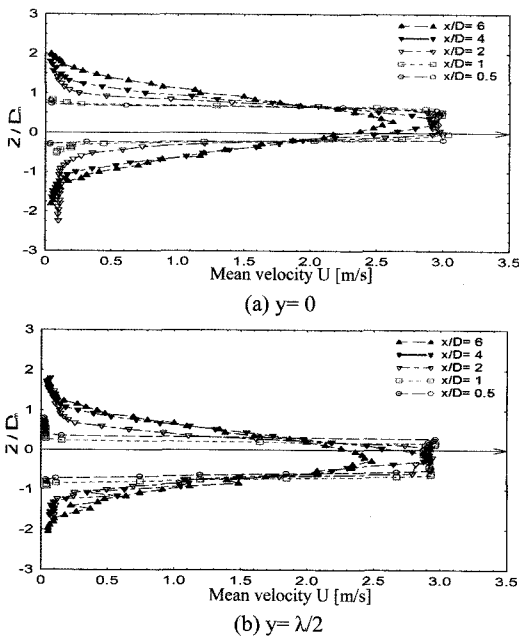 3
2
1
0
-1
-2
-3
Z / D
x/D= 6
x/D= 4
x/D= 2
x/D= 1
x/D= 0.5
0 0.5 1.0 1.5 2.0 2.5 3.0 3.5
Mean velocity U [m/s]
(a) y= 0
3
2
1
0
-1
-2
-3
Z / D
x/D= 6
x/D= 4
x/D= 2
x/D= 1
x/D= 0.5
0 0.5 1.0 1.5 2.0 2.5 3.0 3.5
Mean velocity U [m/s]
(b) y= λ/2